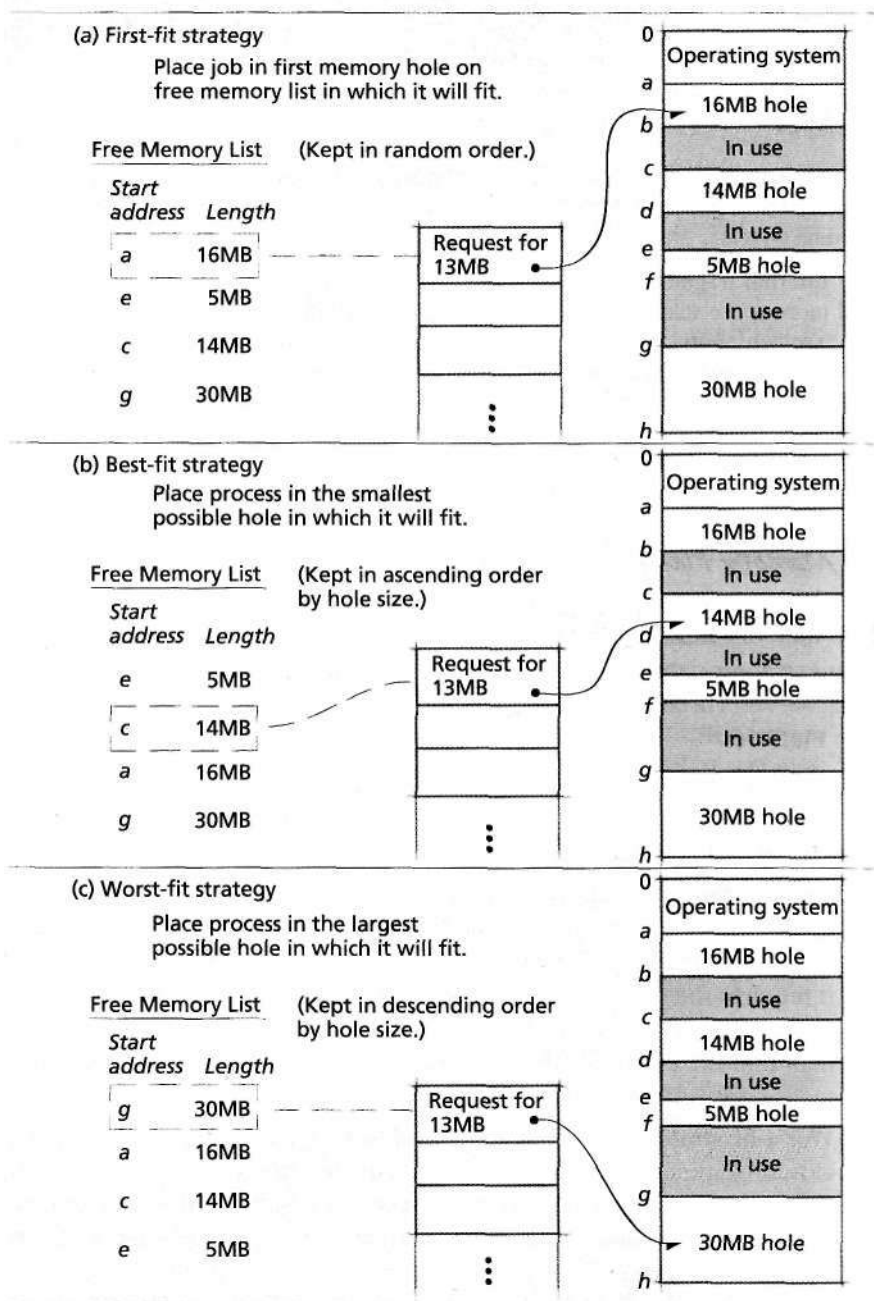 (a) First-fit strategy
Place job in first memory hole on
free memory list in which it will fit.
Free Memory List (Kept in random order.)
Start
address Length
a 16MB
e 5MB
c 14MB
g 30MB
Request for
13MB
0
Operating system
a
16MB hole
b
In use
c
14MB hole
d
In use
e
5MB hole
f
In use
g
30MB hole
h
(b) Best-fit strategy
Place process in the smallest
possible hole in which it will fit.
Free Memory List (Kept in ascending order
by hole size.)
Start
address Length
e 5MB
c 14MB
a 16MB
g 30MB
Request for
13MB
0
Operating system
a
16MB hole
b
In use
c
14MB hole
d
In use
e
5MB hole
f
In use
g
30MB hole
h
(c) Worst-fit strategy
Place process in the largest
possible hole in which it will fit.
Free Memory List (Kept in descending order
by hole size.)
Start
address Length
g 30MB
a 16MB
c 14MB
e 5MB
Request for
13MB
0
Operating system
a
16MB hole
b
In use
c
14MB hole
d
In use
e
5MB hole
f
In use
g
30MB hole
h